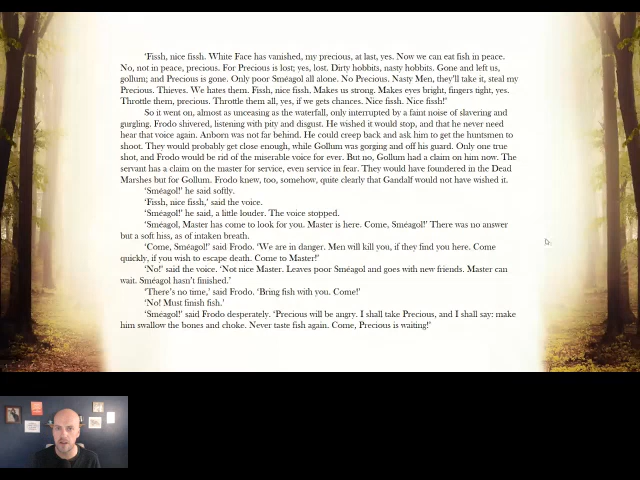 ‘Fissh, nice fissh. White Face has vanished, my precious, at last, yes. Now we can eat fish in peace.
No, not in peace, precious. For Precious is lost; yes, lost. Dirty hobbits, nasty hobbits. Gone and left us,
gollum; and Precious is gone. Only poor Sméagol all alone. No Precious. Nasty Men, they’ll take it, steal my
Precious. Thieves. We hates them. Fissh, nice fissh. Makes us strong. Makes eyes bright, fingers tight, yes.
Throttle them, precious. Throttle them all, yes, if we gets chances. Nice fissh. Nice fissh!’
So it went on, almost as unceasing as the waterfall, only interrupted by a faint noise of slavering and
gurgling. Frodo shivered, listening with pity and disgust. He wished it would stop, and that he never need
hear that voice again. Anborn was not far behind. He could creep back and ask him to get the huntsmen to
shoot. They would probably get close enough, while Gollum was gorging and off his guard. Only one true
shot, and Frodo would be rid of the miserable voice for ever. But no, Gollum had a claim on him now. The
servant has a claim on the master for service, even service in fear. They would have foundered in the Dead
Marshes but for Gollum. Frodo knew, too, somehow, quite clearly that Gandalf would not have wished it.
‘Sméagol!’ he said softly.
‘Fissh, nice fissh,’ said the voice.
‘Sméagol!’ he said, a little louder. The voice stopped.
‘Sméagol, Master has come to look for you. Master is here. Come, Sméagol!’ There was no answer
but a soft hiss, as of intaken breath.
‘Come, Sméagol!’ said Frodo. ‘We are in danger. Men will kill you, if they find you here. Come
quickly, if you wish to escape death. Come to Master!’
‘No!’ said the voice. ‘Not nice Master. Leaves poor Sméagol and goes with new friends. Master can
wait. Sméagol hasn’t finished.’
‘There’s no time,’ said Frodo. ‘Bring fish with you. Come!’
‘No! Must finish fish.’
‘Sméagol!’ said Frodo desperately. ‘Precious will be angry. I shall take Precious, and I shall say: make
him swallow the bones and choke. Never taste fish again. Come, Precious is waiting!’